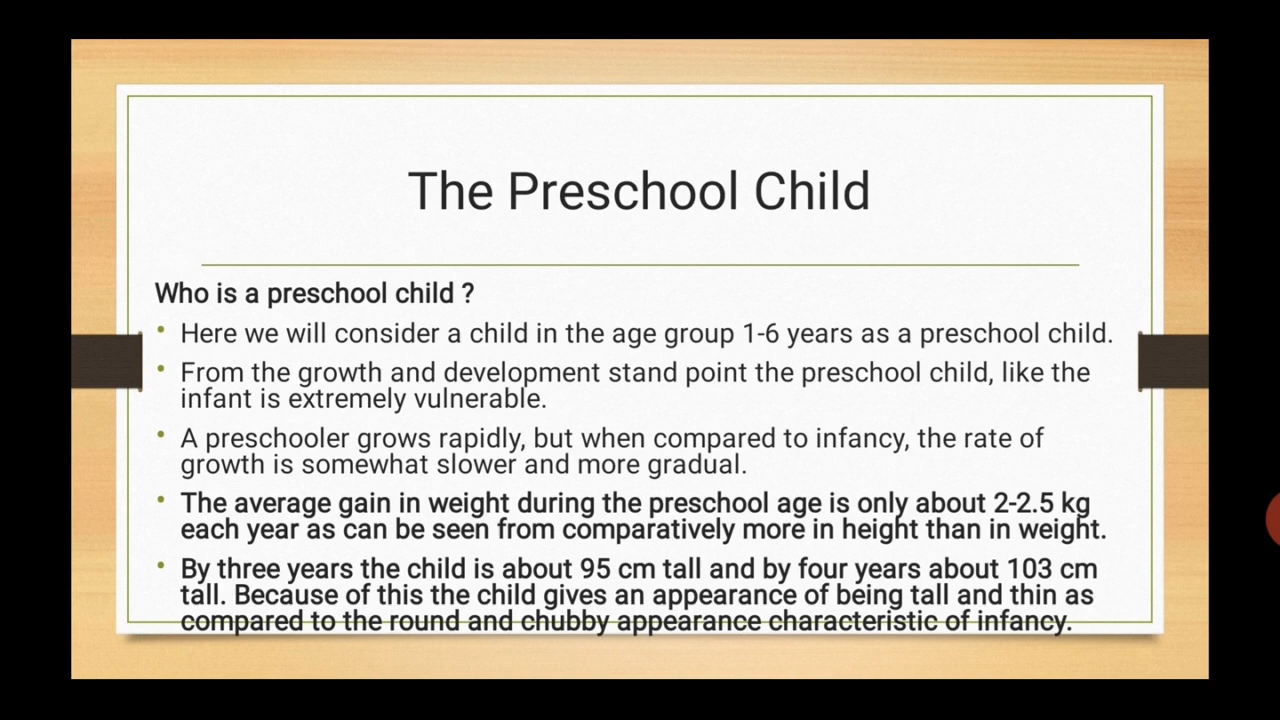 The Preschool Child
Who is a preschool child ?
• Here we will consider a child in the age group 1-6 years as a preschool child.
• From the growth and development stand point the preschool child, like the
infant is extremely vulnerable.
• A preschooler grows rapidly, but when compared to infancy, the rate of
growth is somewhat slower and more gradual.
• The average gain in weight during the preschool age is only about 2-2.5 kg
each year as can be seen from comparatively more in height than in weight.
• By three years the child is about 95 cm tall and by four years about 103 cm
tall. Because of this the child gives an appearance of being tall and thin as
compared to the round and chubby appearance characteristic of infancy.